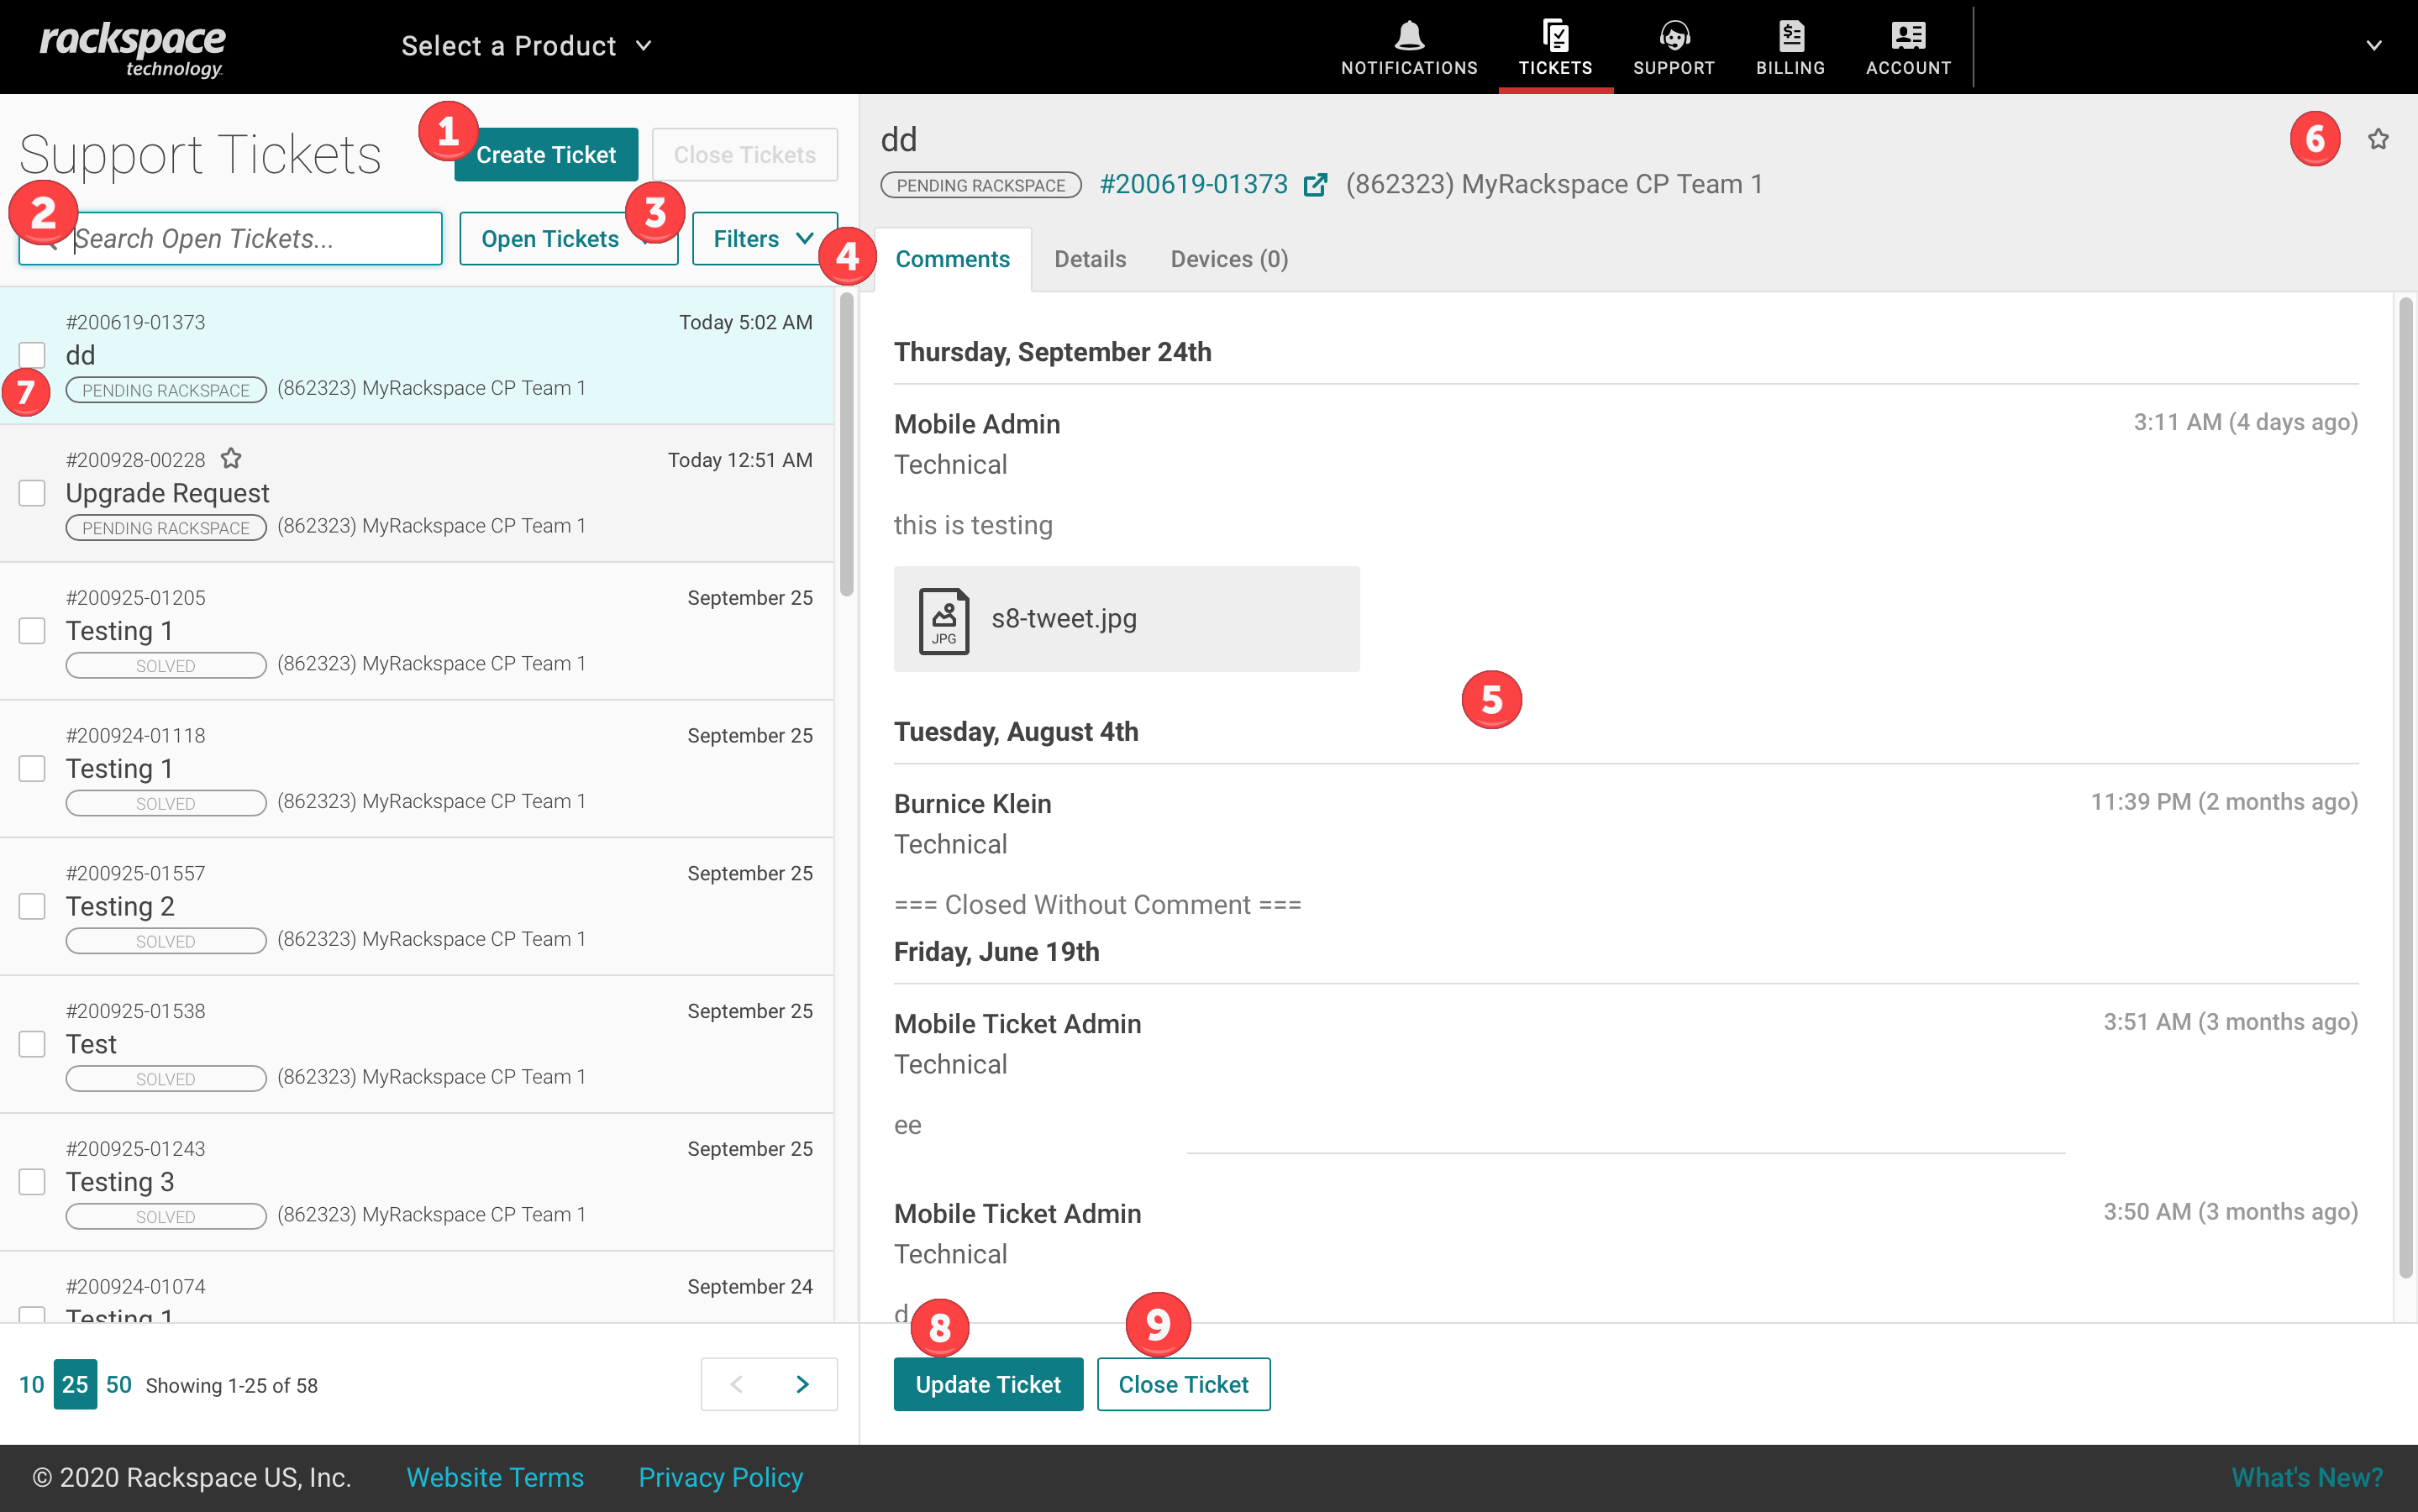 rackspace
technology
Select a Product
NOTIFICATIONS
TICKETS
SUPPORT
BILLING
ACCOUNT
Support Tickets
1
Create Ticket
Close Tickets
2
Search Open Tickets...
Open Tickets
3
Filters
4
#200619-01373
Today 5:02 AM
dd
PENDING RACKSPACE (862323) MyRackspace CP Team 1
7
#200928-00228
Today 12:51 AM
Upgrade Request
PENDING RACKSPACE (862323) MyRackspace CP Team 1
#200925-01205
September 25
Testing 1
SOLVED (862323) MyRackspace CP Team 1
#200924-01118
September 25
Testing 1
SOLVED (862323) MyRackspace CP Team 1
#200925-01557
September 25
Testing 2
SOLVED (862323) MyRackspace CP Team 1
#200925-01538
September 25
Test
SOLVED (862323) MyRackspace CP Team 1
#200925-01243
September 25
Testing 3
SOLVED (862323) MyRackspace CP Team 1
#200924-01074
September 24
Testing 1
10 25 50 Showing 1-25 of 58
dd
6
PENDING RACKSPACE #200619-01373 (862323) MyRackspace CP Team 1
Comments
Details
Devices (0)
Thursday, September 24th
Mobile Admin
3:11 AM (4 days ago)
Technical
this is testing
JPG
s8-tweet.jpg
5
Tuesday, August 4th
Burnice Klein
11:39 PM (2 months ago)
Technical
=== Closed Without Comment ===
Friday, June 19th
Mobile Ticket Admin
3:51 AM (3 months ago)
Technical
ee
Mobile Ticket Admin
3:50 AM (3 months ago)
Technical
d
8
9
Update Ticket
Close Ticket
© 2020 Rackspace US, Inc.
Website Terms
Privacy Policy
What's New?